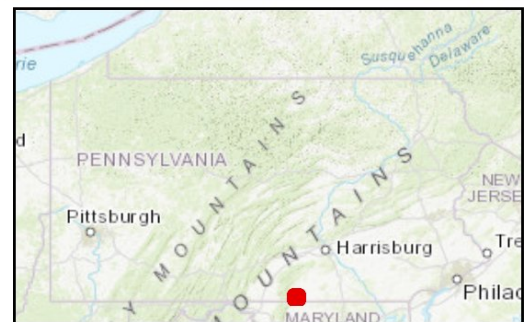 Susquehanna
Delaware
rie
d
PENNSYLVANIA
MOUNTAINS
Y MOUNTAINS
NEW
JERSE
Pittsburgh
Harrisburg
Tre
Philad
MARYLAND